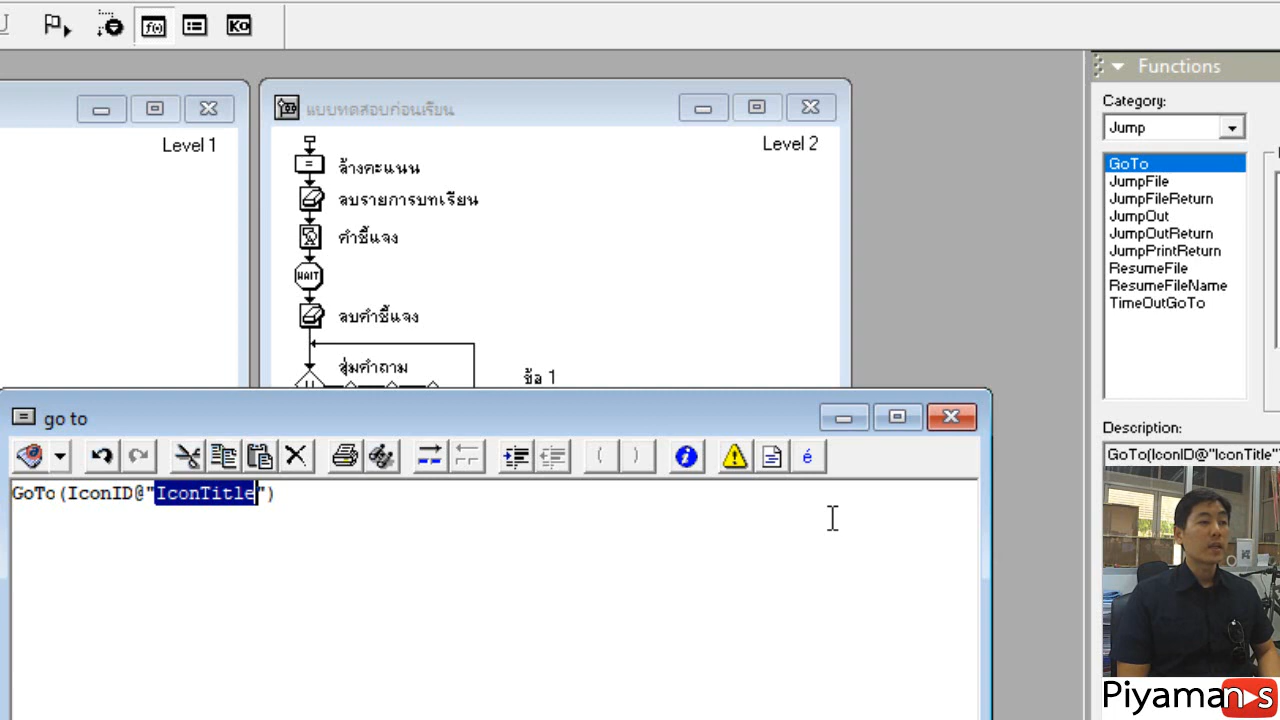 Functions
Category:
Level 1
แบบทดสอบก่อนเรียน
Level 2
Jump
ล้างคะแนน
ลบรายการบทเรียน
คำชี้แจง
WAIT
ลบคำชี้แจง
สุ่มคำถาม
ข้อ 1
GoTo
JumpFile
JumpFileReturn
JumpOut
JumpOutReturn
JumpPrintReturn
ResumeFile
ResumeFileName
TimeOutGoTo
go to
GoTo(IconID@"IconTitle")
Description:
GoTo(IconID@"IconTitle")
Piyamans